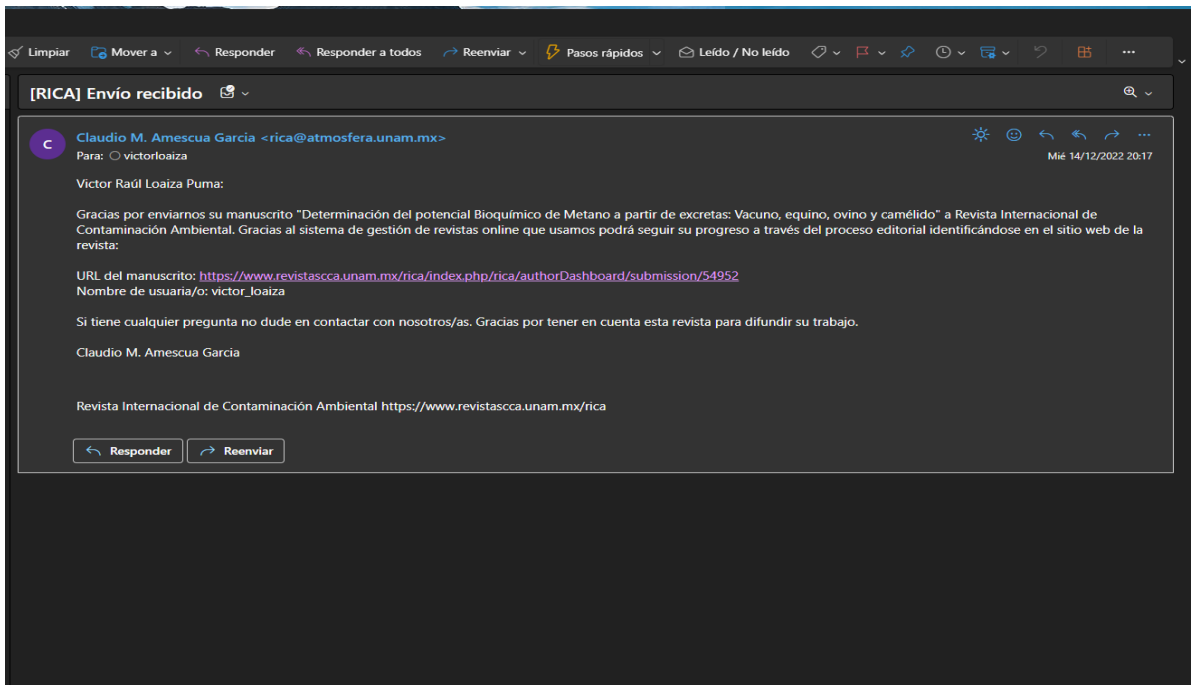 Limpiar Mover a Responder Responder a todos Reenviar Pasos rápidos Leído / No leído ...
[RICA] Envío recibido
C
Claudio M. Amescua Garcia <rica@atmosfera.unam.mx>
Para: victorloaiza
Mié 14/12/2022 20:17
Victor Raúl Loaiza Puma:
Gracias por enviarnos su manuscrito "Determinación del potencial Bioquímico de Metano a partir de excretas: Vacuno, equino, ovino y camélido" a Revista Internacional de
Contaminación Ambiental. Gracias al sistema de gestión de revistas online que usamos podrá seguir su progreso a través del proceso editorial identificándose en el sitio web de la
revista:
URL del manuscrito: https://www.revistascca.unam.mx/rica/index.php/rica/authorDashboard/submission/54952
Nombre de usuaria/o: victor_loaiza
Si tiene cualquier pregunta no dude en contactar con nosotros/as. Gracias por tener en cuenta esta revista para difundir su trabajo.
Claudio M. Amescua Garcia
Revista Internacional de Contaminación Ambiental https://www.revistascca.unam.mx/rica
Responder Reenviar